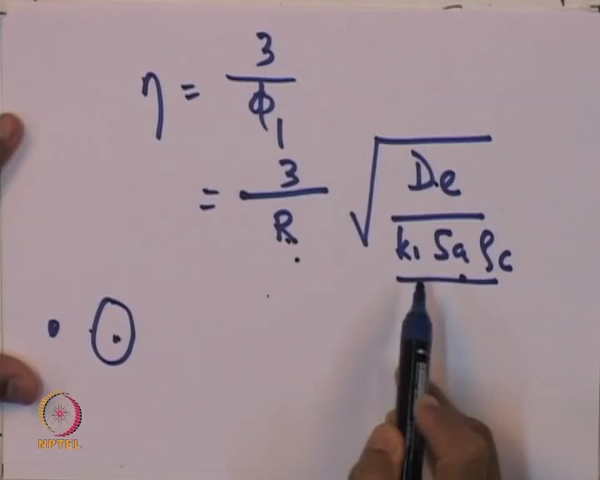 η = 3 / Φ₁
= 3 / R √(De / k₁ Sa ρc)
NPTEL